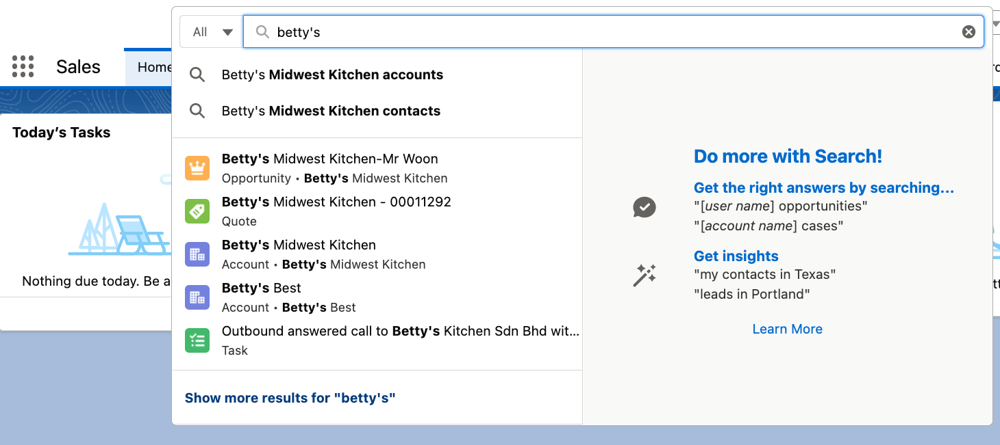 All
betty's
Sales
Home
Betty's Midwest Kitchen accounts
Betty's Midwest Kitchen contacts
Today’s Tasks
Nothing due today. Be a
Betty's Midwest Kitchen-Mr Woon
Opportunity • Betty's Midwest Kitchen
Betty's Midwest Kitchen - 00011292
Quote
Betty's Midwest Kitchen
Account • Betty's Midwest Kitchen
Betty's Best
Account • Betty's Best
Outbound answered call to Betty's Kitchen Sdn Bhd wit...
Task
Show more results for "betty's"
Do more with Search!
Get the right answers by searching...
"[user name] opportunities"
"[account name] cases"
Get insights
"my contacts in Texas"
"leads in Portland"
Learn More